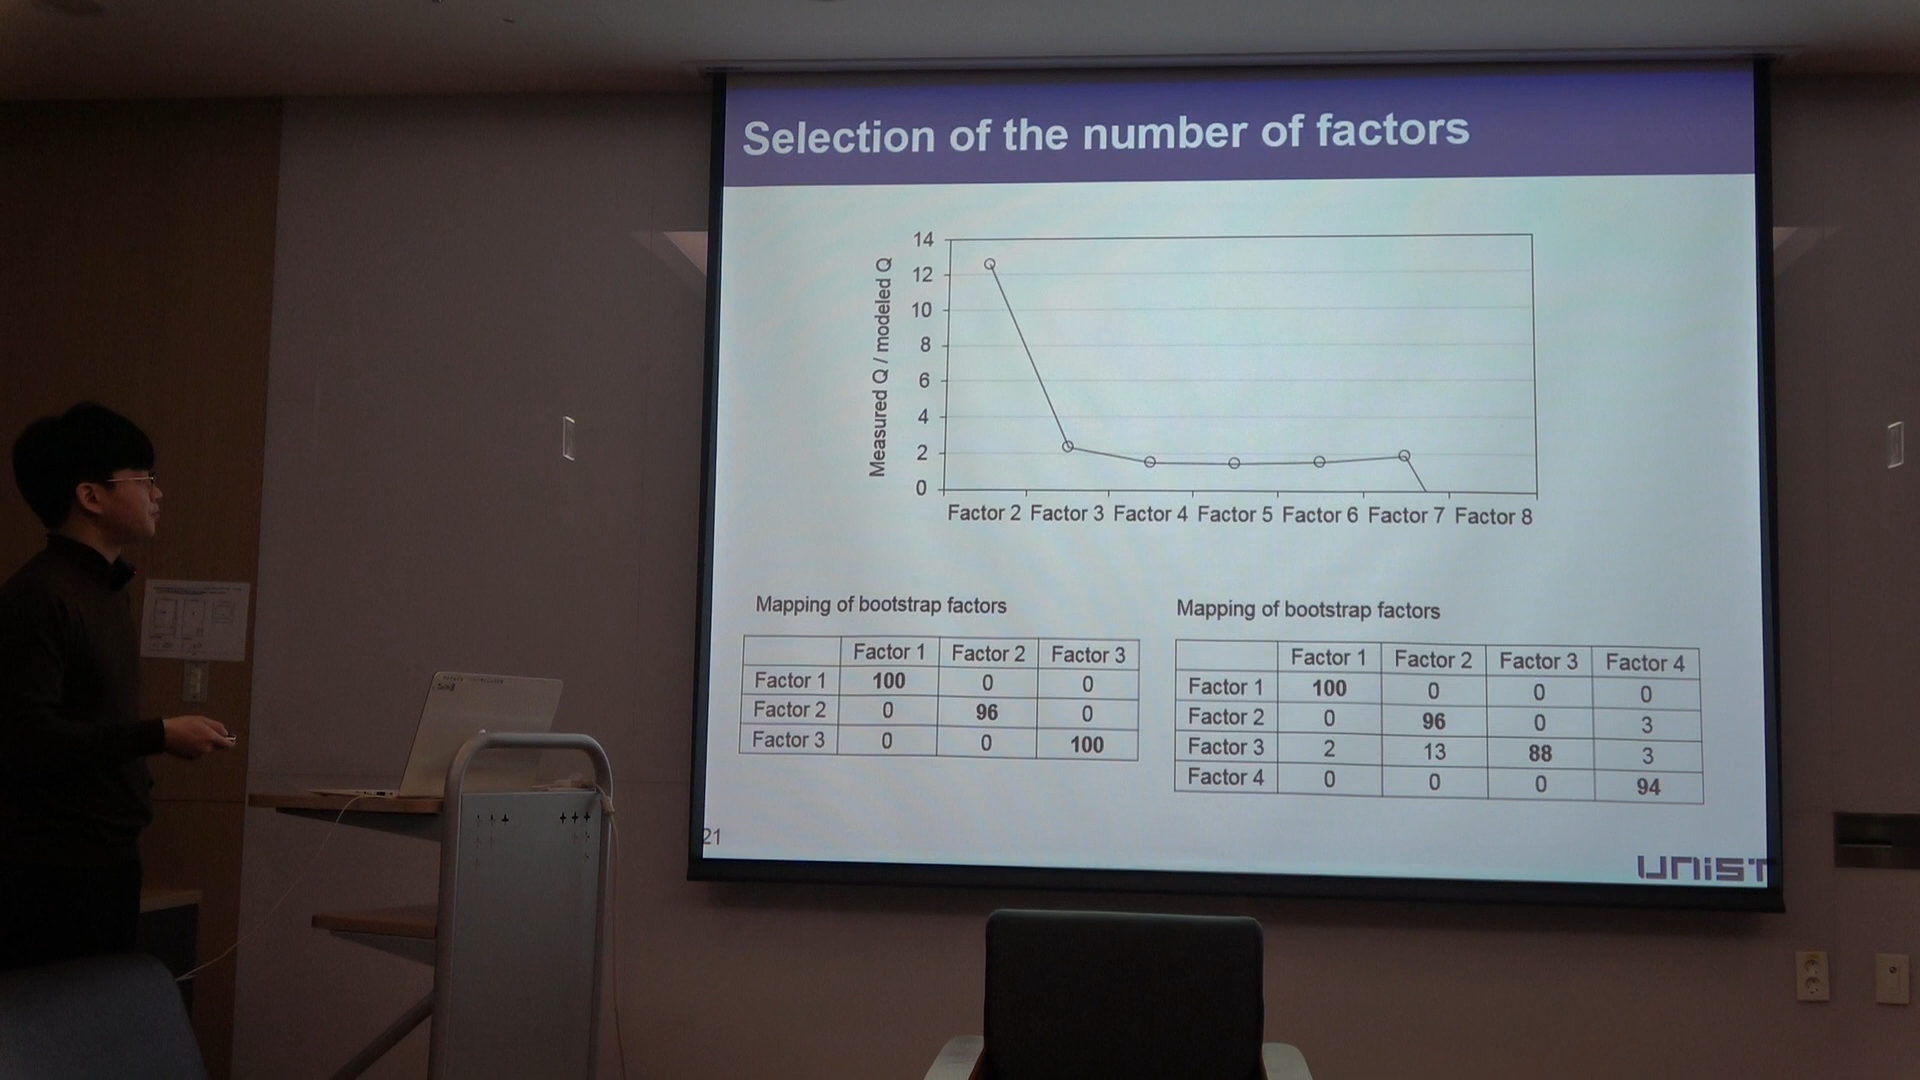 Selection of the number of factors
Measured Q / modeled Q
14
12
10
8
6
4
2
0
Factor 2 Factor 3 Factor 4 Factor 5 Factor 6 Factor 7 Factor 8
Mapping of bootstrap factors
Factor 1 Factor 2 Factor 3
Factor 1 100 0 0
Factor 2 0 96 0
Factor 3 0 0 100
Mapping of bootstrap factors
Factor 1 Factor 2 Factor 3 Factor 4
Factor 1 100 0 0 0
Factor 2 0 96 0 3
Factor 3 2 13 88 3
Factor 4 0 0 0 94
21
UNIST